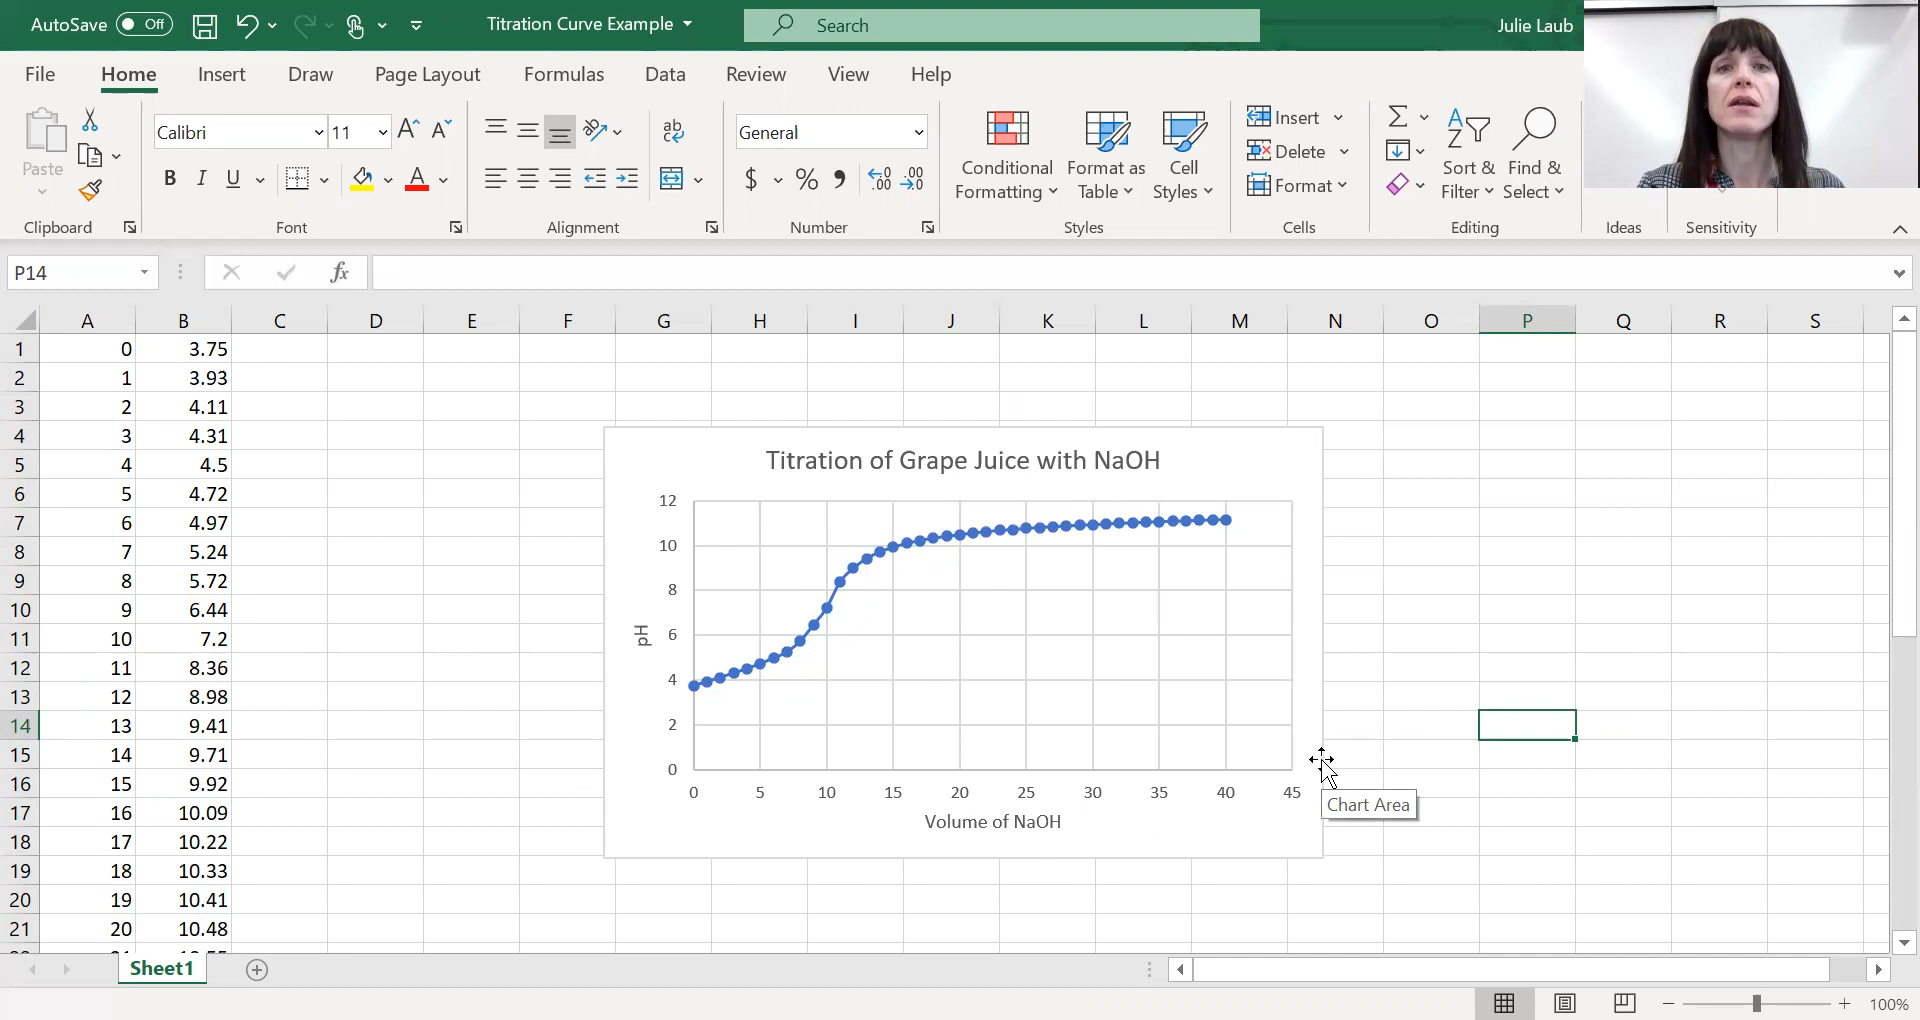 AutoSave Off Titration Curve Example Search Julie Laub
File Home Insert Draw Page Layout Formulas Data Review View Help
Paste
Calibri 11
B I U A
ab
General
$ % 9 .00 .00
Conditional Formatting
Format as Table
Cell Styles
Insert
Delete
Format
Sort & Filter
Find & Select
Clipboard Font Alignment Number Styles Cells Editing Ideas Sensitivity
P14 fx
A B C D E F G H I J K L M N O P Q R S
1 0 3.75
2 1 3.93
3 2 4.11
4 3 4.31
5 4 4.5
6 5 4.72
7 6 4.97
8 7 5.24
9 8 5.72
10 9 6.44
11 10 7.2
12 11 8.36
13 12 8.98
14 13 9.41
15 14 9.71
16 15 9.92
17 16 10.09
18 17 10.22
19 18 10.33
20 19 10.41
21 20 10.48
Titration of Grape Juice with NaOH
12
10
8
6
4
2
0
pH
0 5 10 15 20 25 30 35 40 45
Volume of NaOH
Chart Area
Sheet1
100%